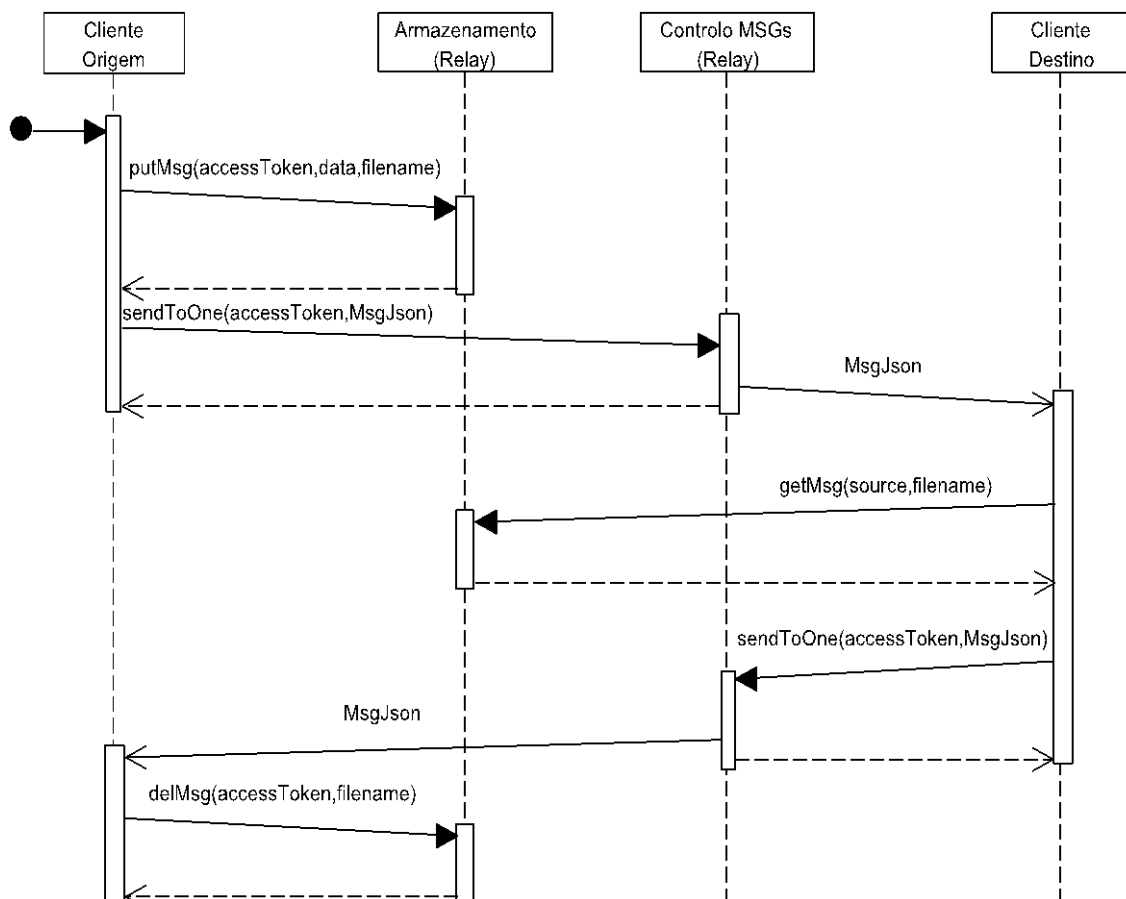 Cliente
Origem
Armazenamento
(Relay)
Controlo MSGs
(Relay)
Cliente
Destino
putMsg(accessToken,data,filename)
sendToOne(accessToken,MsgJson)
MsgJson
getMsg(source,filename)
sendToOne(accessToken,MsgJson)
MsgJson
delMsg(accessToken,filename)